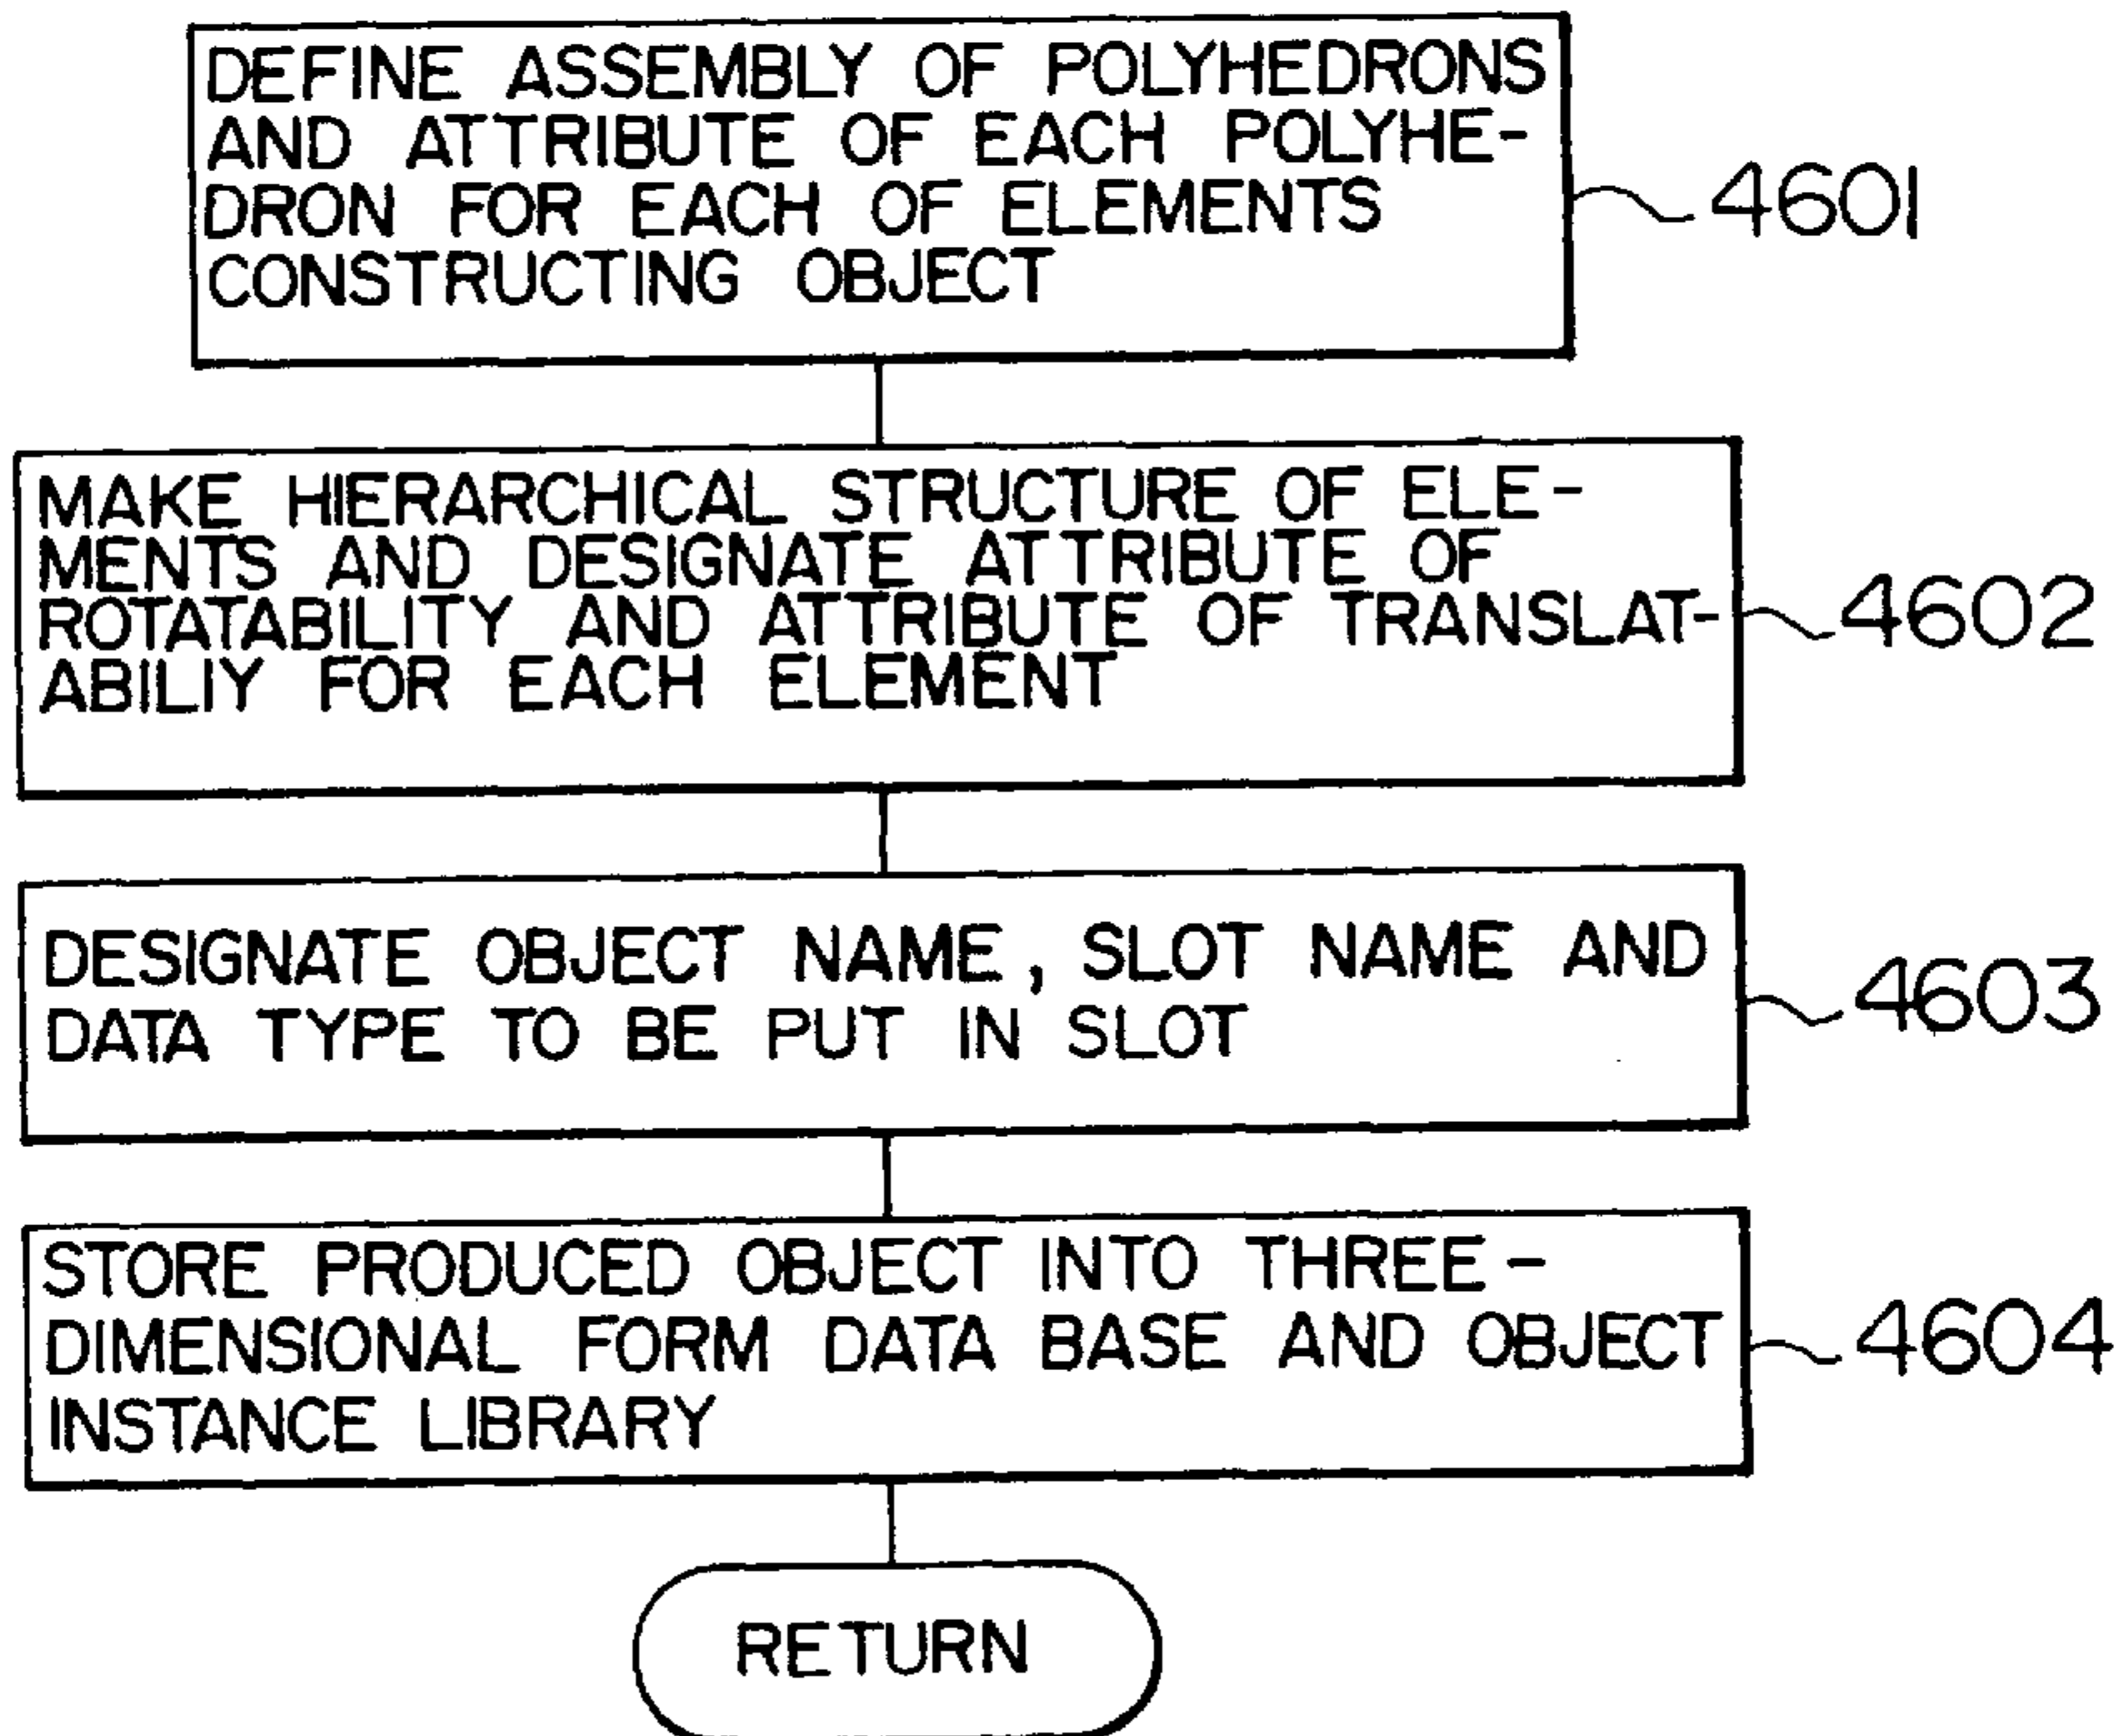 DEFINE ASSEMBLY OF POLYHEDRONS
AND ATTRIBUTE OF EACH POLYHE-
DRON FOR EACH OF ELEMENTS
CONSTRUCTING OBJECT
4601
MAKE HIERARCHICAL STRUCTURE OF ELE-
MENTS AND DESIGNATE ATTRIBUTE OF
ROTATABILITY AND ATTRIBUTE OF TRANSLAT-
ABILIY FOR EACH ELEMENT
4602
DESIGNATE OBJECT NAME, SLOT NAME AND
DATA TYPE TO BE PUT IN SLOT
4603
STORE PRODUCED OBJECT INTO THREE-
DIMENSIONAL FORM DATA BASE AND OBJECT
INSTANCE LIBRARY
4604
RETURN